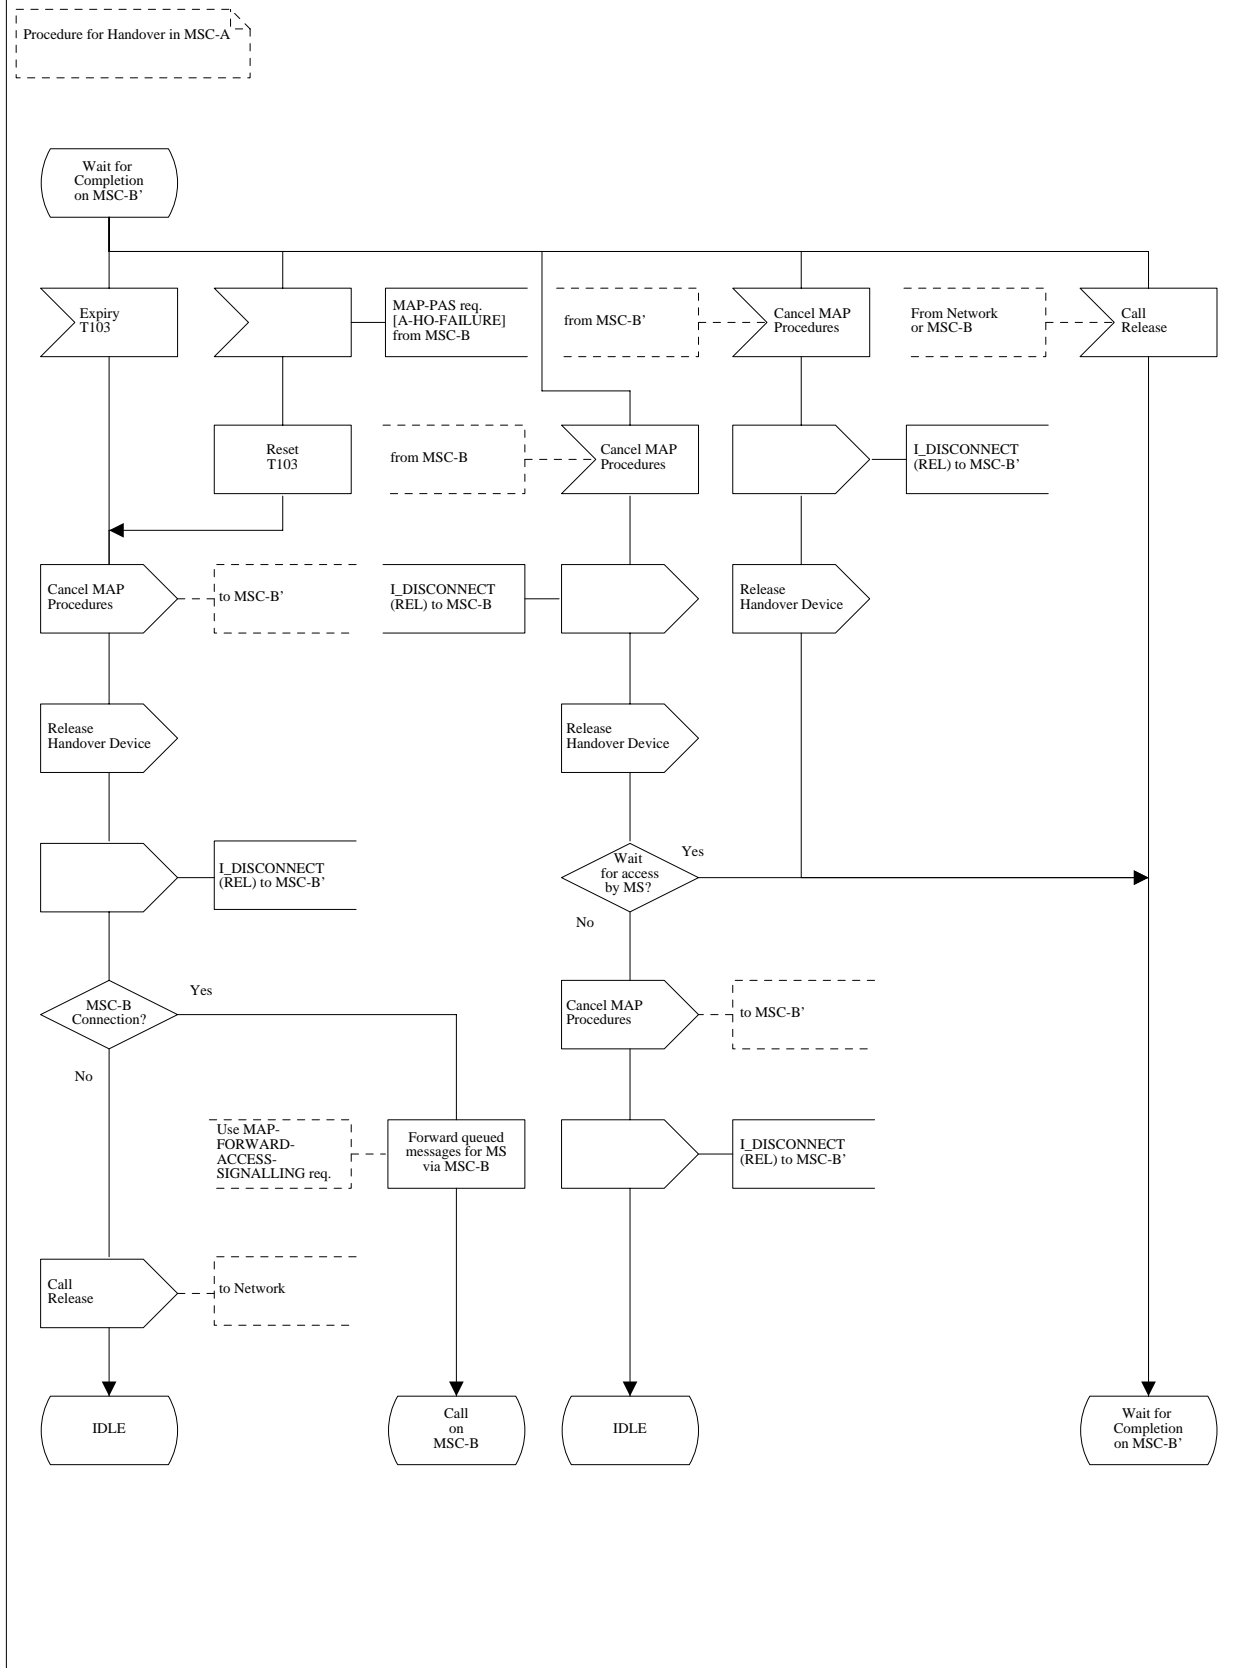 Procedure for Handover in MSC-A
Wait for
Completion
on MSC-B’
Expiry
T103
MAP-PAS req.
[A-HO-FAILURE]
from MSC-B
from MSC-B’
Cancel MAP
Procedures
From Network
or MSC-B
Call
Release
Reset
T103
from MSC-B
Cancel MAP
Procedures
I_DISCONNECT
(REL) to MSC-B’
Cancel MAP
Procedures
to MSC-B’
I_DISCONNECT
(REL) to MSC-B
Release
Handover Device
Release
Handover Device
Release
Handover Device
I_DISCONNECT
(REL) to MSC-B’
Wait
for access
by MS?
Yes
No
MSC-B
Connection?
Yes
No
Cancel MAP
Procedures
to MSC-B’
Use MAP-
FORWARD-
ACCESS-
SIGNALLING req.
Forward queued
messages for MS
via MSC-B
I_DISCONNECT
(REL) to MSC-B’
Call
Release
to Network
IDLE
Call
on
MSC-B
IDLE
Wait for
Completion
on MSC-B’